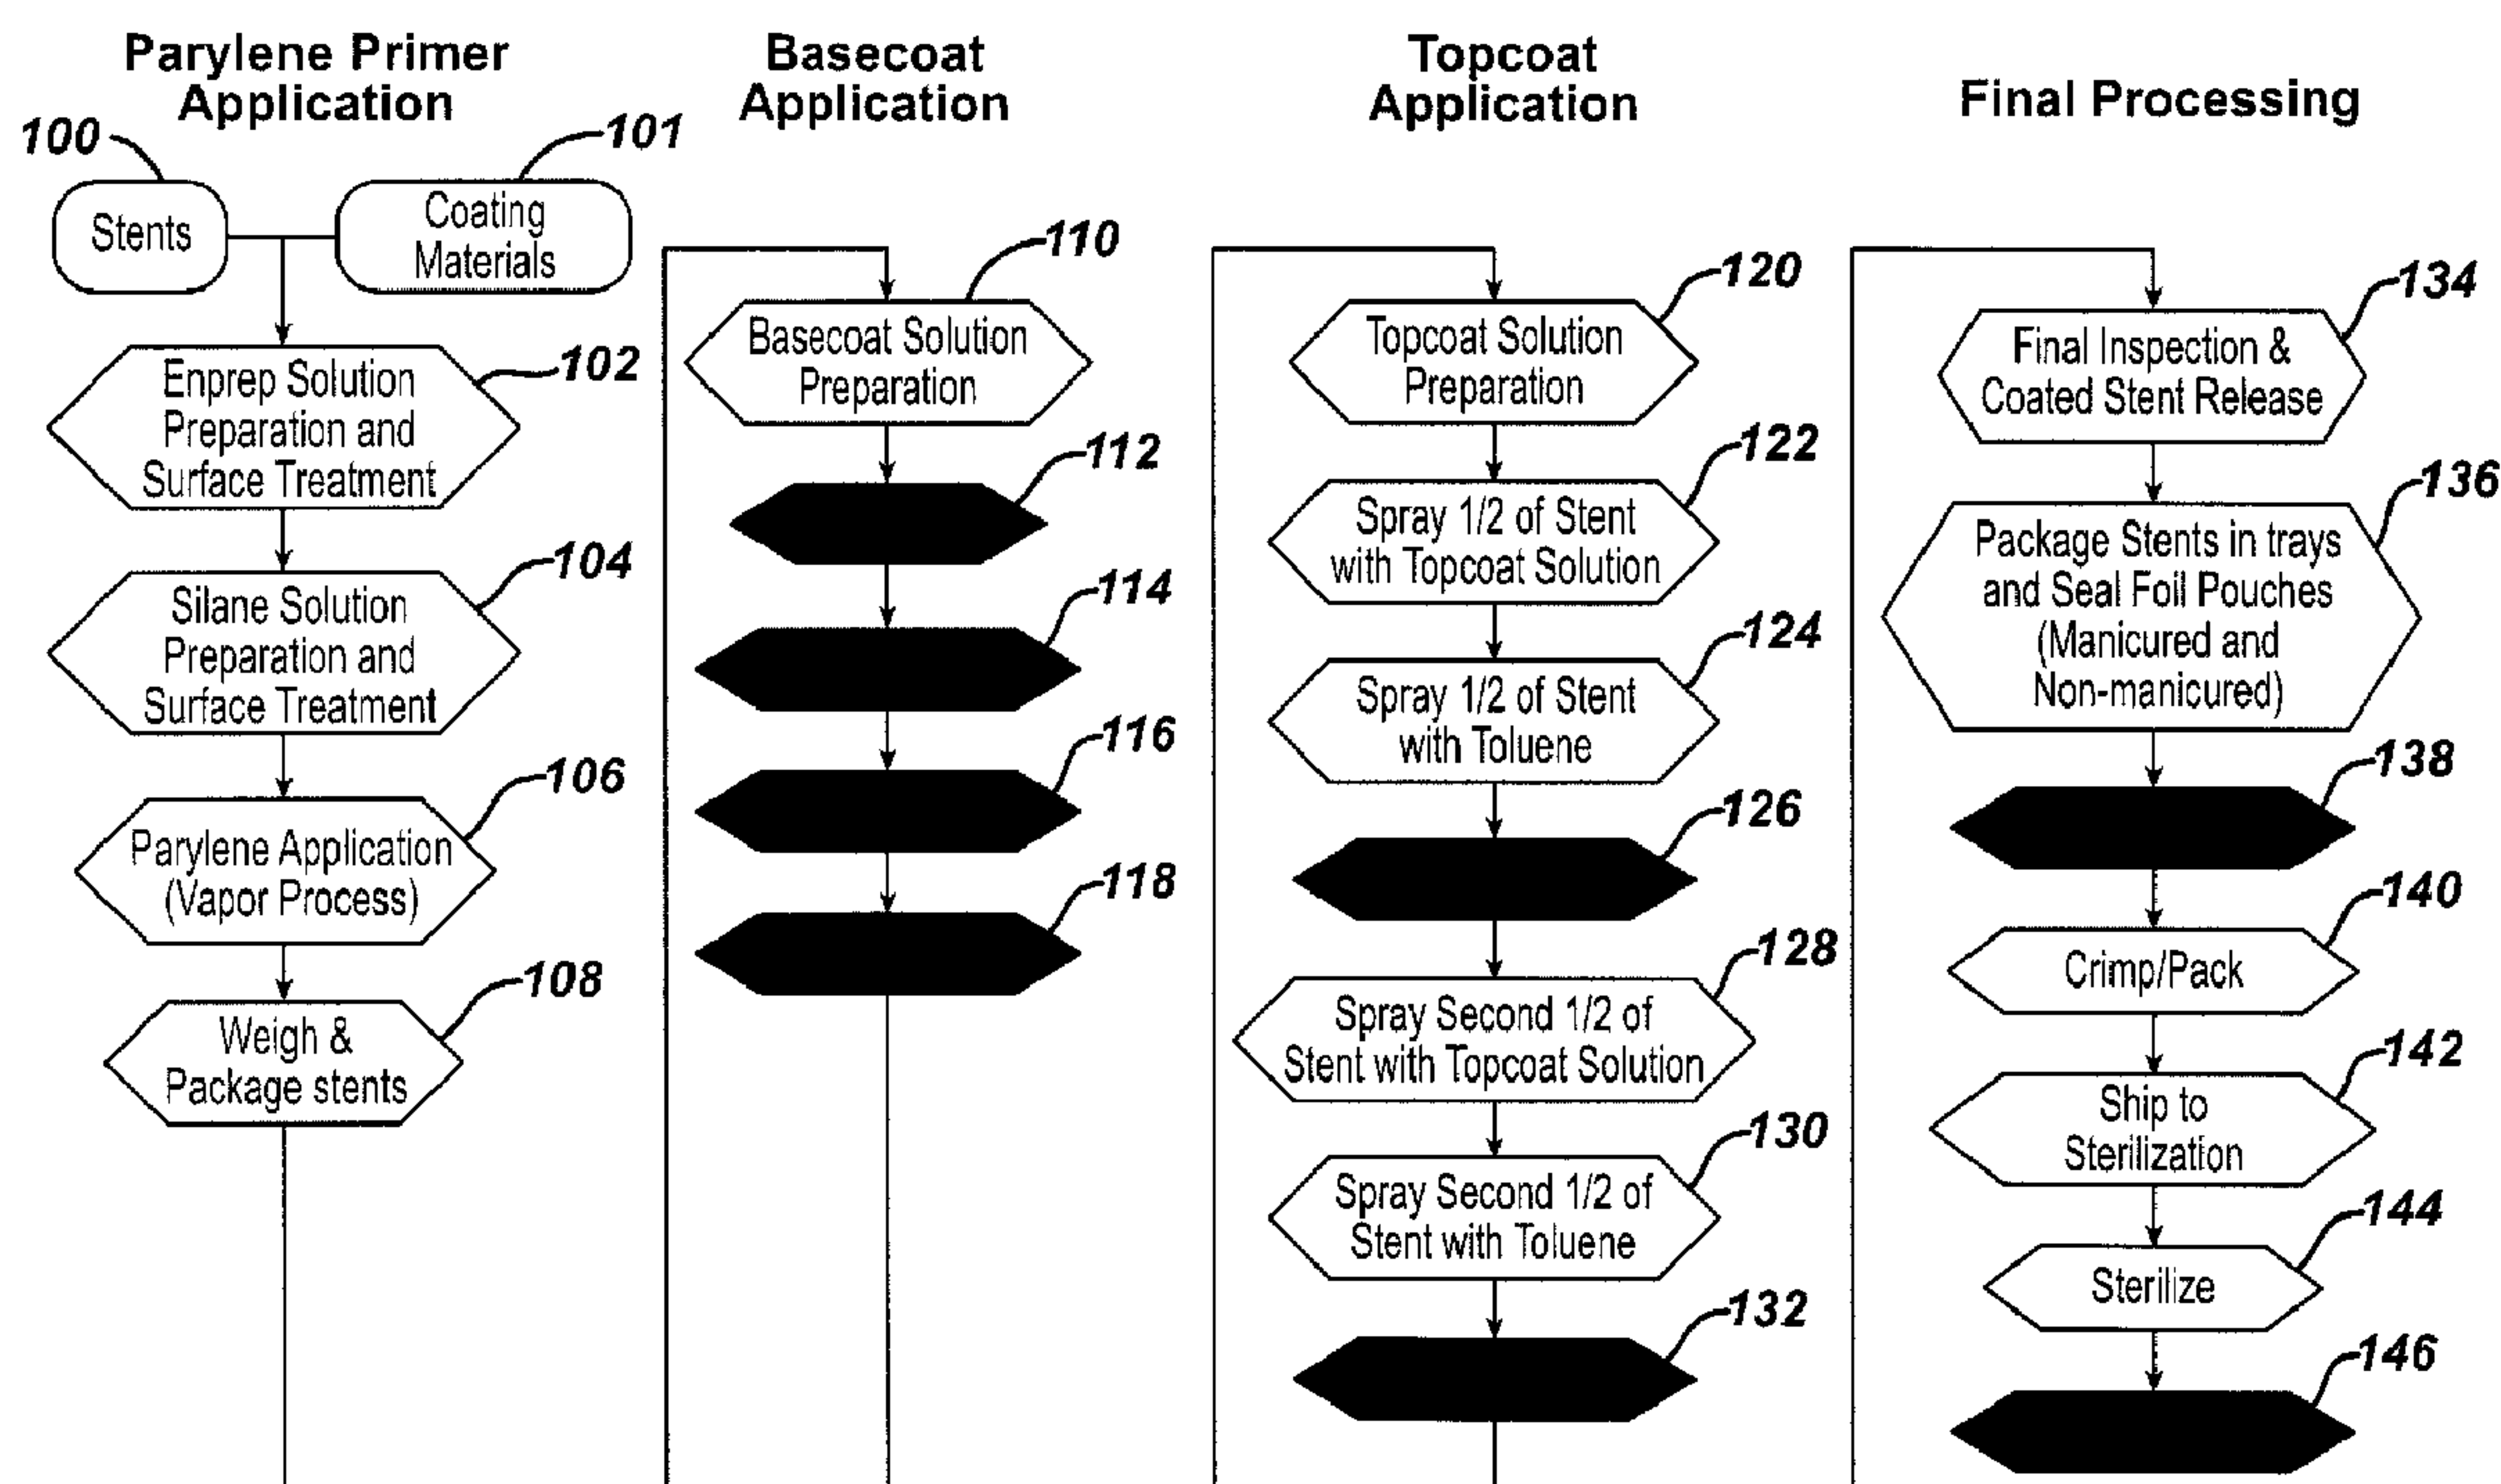 Parylene Primer
Application
100
101
Stents
Coating
Materials
102
Enprep Solution
Preparation and
Surface Treatment
104
Silane Solution
Preparation and
Surface Treatment
106
Parylene Application
(Vapor Process)
108
Weigh &
Package stents
Basecoat
Application
110
Basecoat Solution
Preparation
112
114
116
118
Topcoat
Application
120
Topcoat Solution
Preparation
122
Spray 1/2 of Stent
with Topcoat Solution
124
Spray 1/2 of Stent
with Toluene
126
128
Spray Second 1/2 of
Stent with Topcoat Solution
130
Spray Second 1/2 of
Stent with Toluene
132
Final Processing
134
Final Inspection &
Coated Stent Release
136
Package Stents in trays
and Seal Foil Pouches
(Manicured and
Non-manicured)
138
140
Crimp/Pack
142
Ship to
Sterilization
144
Sterilize
146